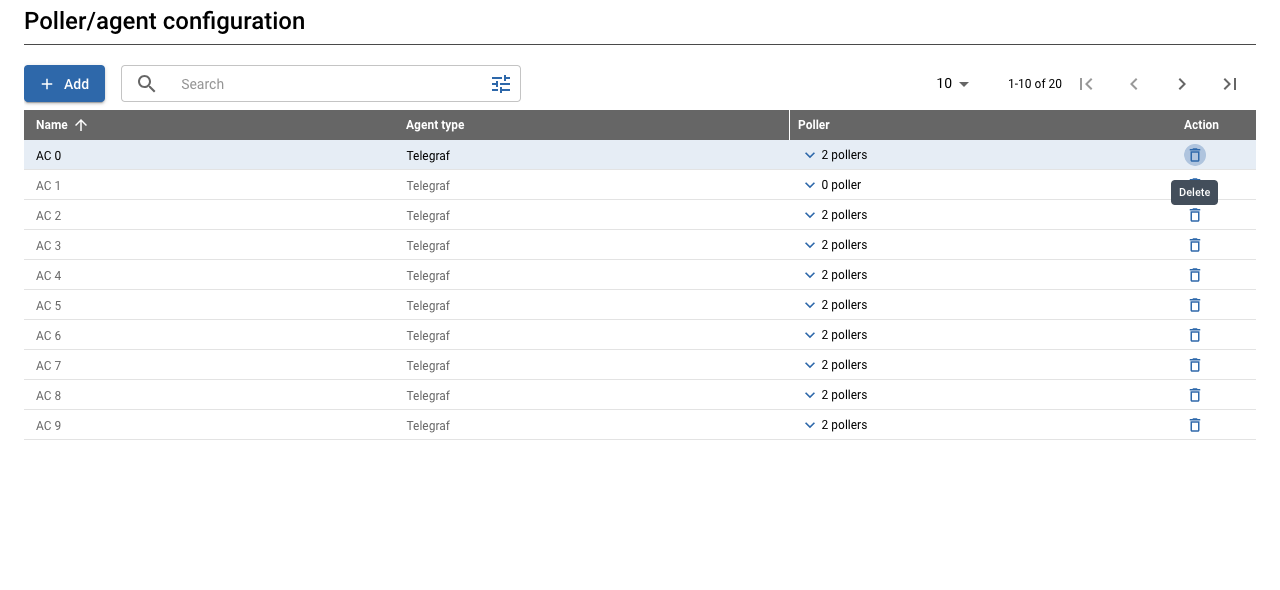 Poller/agent configuration
Add
Search
10
1-10 of 20
Name Agent type Poller Action
AC 0 Telegraf 2 pollers
AC 1 Telegraf 0 poller
Delete
AC 2 Telegraf 2 pollers
AC 3 Telegraf 2 pollers
AC 4 Telegraf 2 pollers
AC 5 Telegraf 2 pollers
AC 6 Telegraf 2 pollers
AC 7 Telegraf 2 pollers
AC 8 Telegraf 2 pollers
AC 9 Telegraf 2 pollers